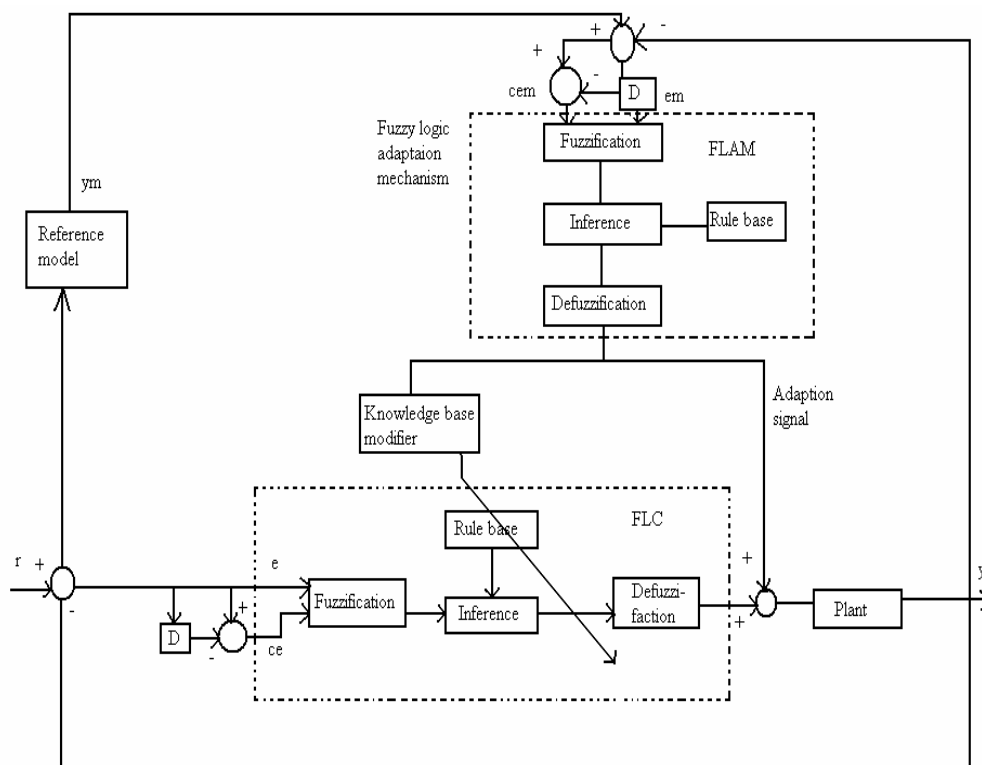 +
-
+
cem
-
D
em
Fuzzy logic
adaptaion
mechanism
Fuzzification
FLAM
ym
Inference
Rule base
Reference
model
Defuzzification
Knowledge base
modifier
Adaption
signal
Rule base
FLC
r
+
-
e
+
y
Fuzzification
Inference
Defuzzi-
faction
Plant
+
D
-
+
ce